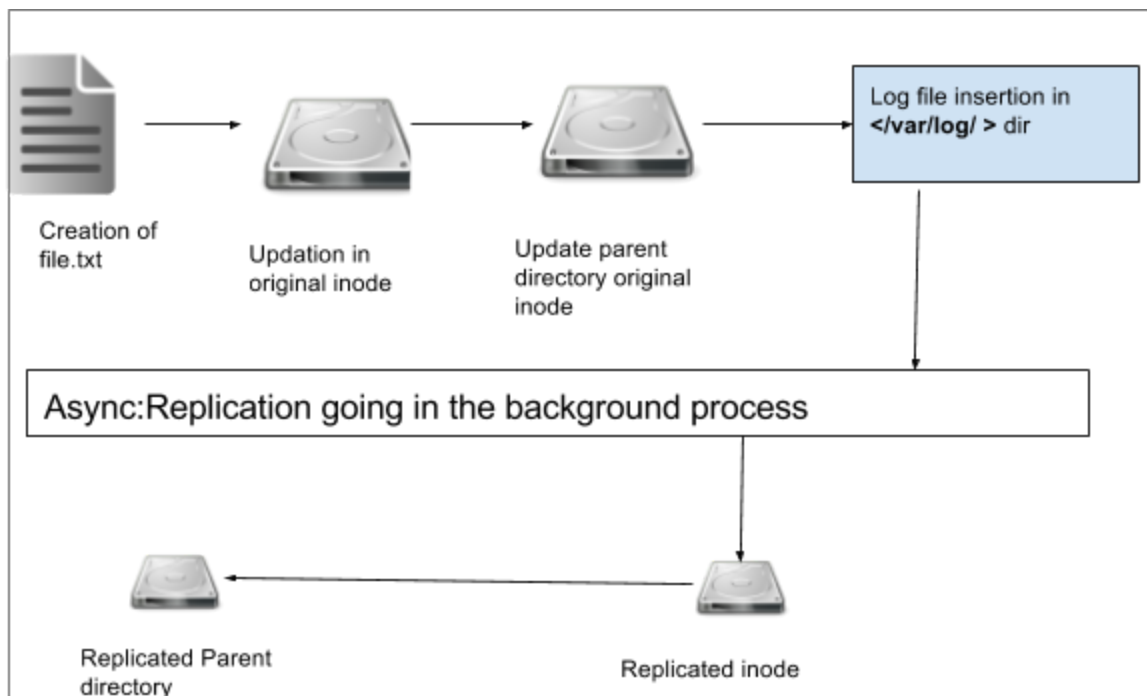 Log file insertion in
</var/log/ > dir
Creation of
file.txt
Updation in
original inode
Update parent
directory original
inode
Async:Replication going in the background process
Replicated Parent
directory
Replicated inode